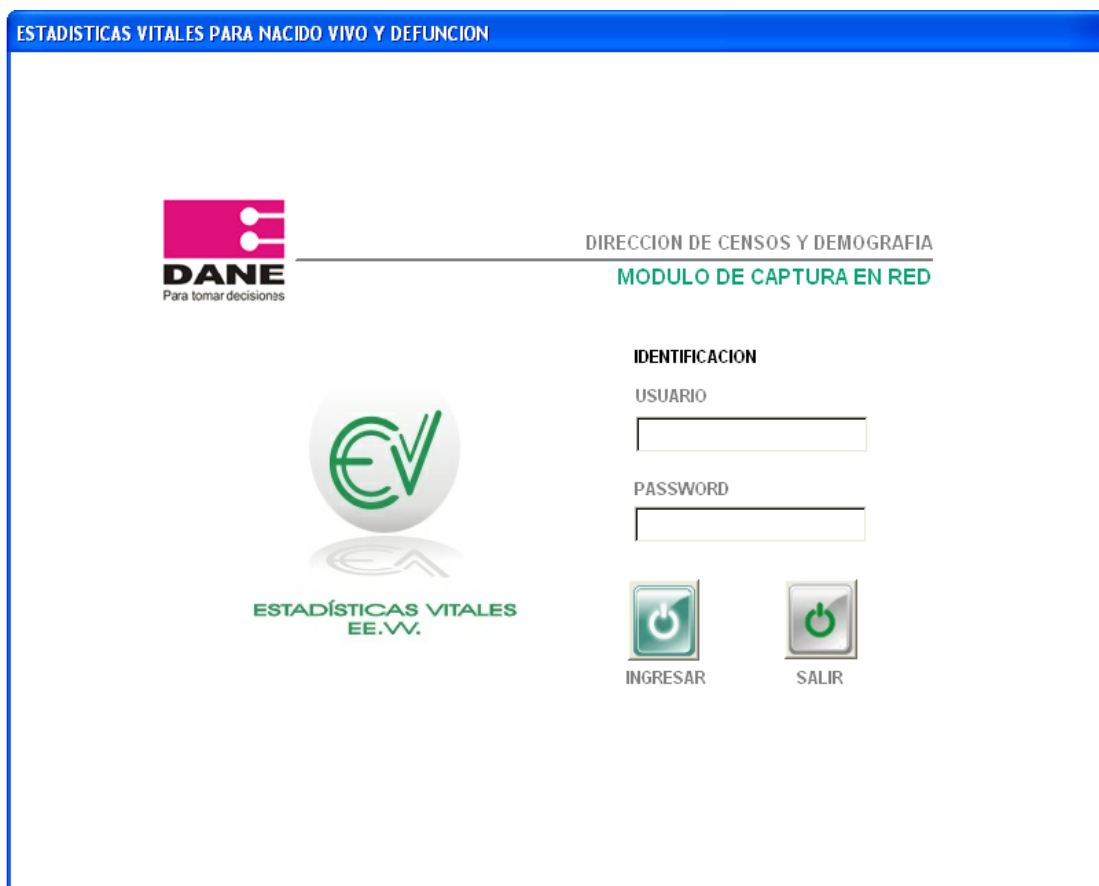 ESTADISTICAS VITALES PARA NACIDO VIVO Y DEFUNCION
DANE
Para tomar decisiones
DIRECCION DE CENSOS Y DEMOGRAFIA
MODULO DE CAPTURA EN RED
IDENTIFICACION
USUARIO
PASSWORD
EV
ESTADÍSTICAS VITALES
EE.VV.
INGRESAR
SALIR